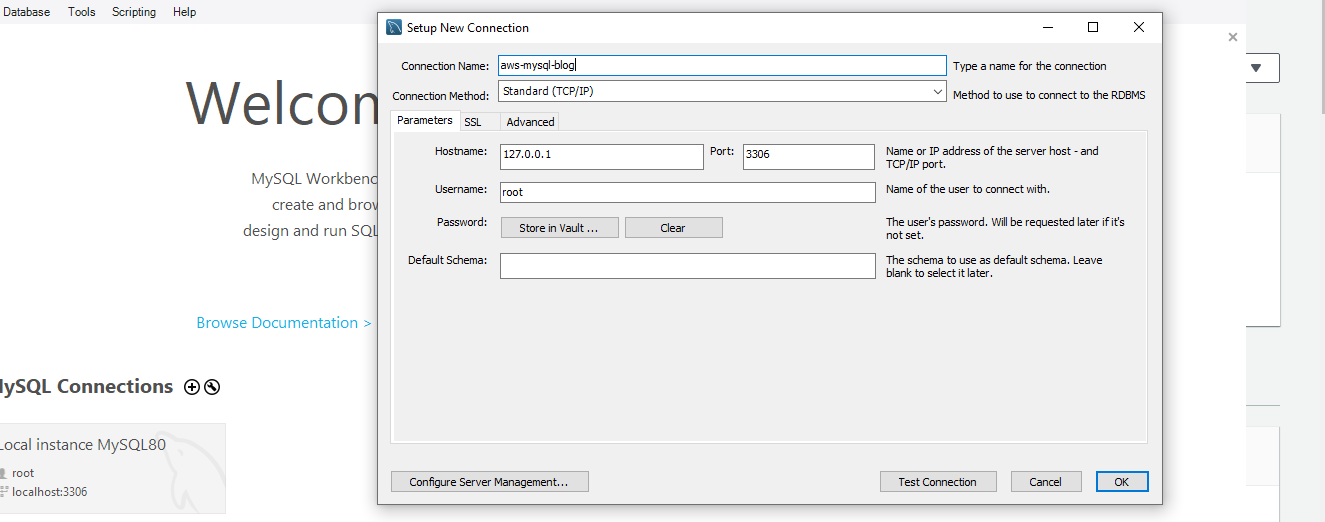 Database Tools Scripting Help
Setup New Connection
Connection Name: aws-mysql-blog Type a name for the connection
Connection Method: Standard (TCP/IP) Method to use to connect to the RDBMS
Parameters SSL Advanced
Hostname: 127.0.0.1 Port: 3306 Name or IP address of the server host - and
TCP/IP port.
Username: root Name of the user to connect with.
Password: Store in Vault ... Clear The user's password. Will be requested later if it's
not set.
Default Schema: The schema to use as default schema. Leave
blank to select it later.
Configure Server Management... Test Connection Cancel OK
Welcom
MySQL Workbenc
create and brow
design and run SQL
Browse Documentation >
MySQL Connections
Local instance MySQL80
root
localhost:3306